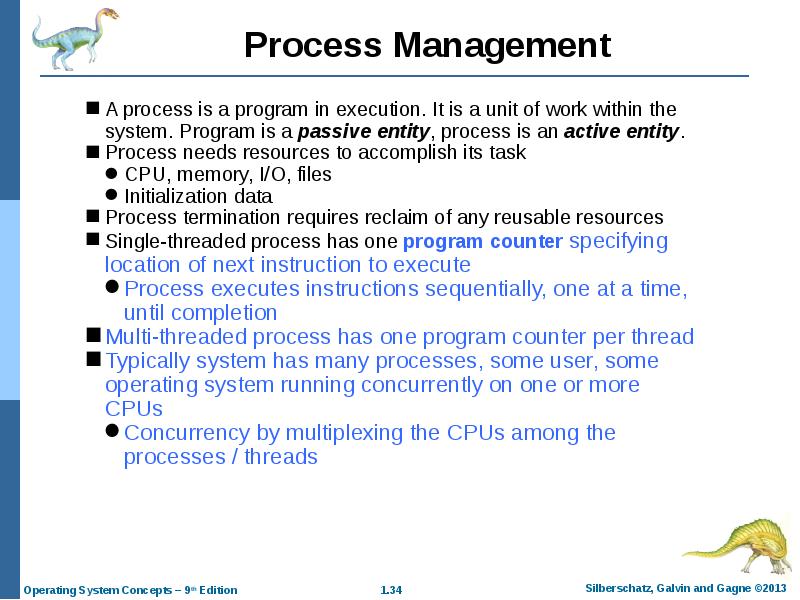 Process Management
A process is a program in execution. It is a unit of work within the
system. Program is a passive entity, process is an active entity.
Process needs resources to accomplish its task
CPU, memory, I/O, files
Initialization data
Process termination requires reclaim of any reusable resources
Single-threaded process has one program counter specifying
location of next instruction to execute
Process executes instructions sequentially, one at a time,
until completion
Multi-threaded process has one program counter per thread
Typically system has many processes, some user, some
operating system running concurrently on one or more
CPUs
Concurrency by multiplexing the CPUs among the
processes / threads
Operating System Concepts – 9th Edition
1.34
Silberschatz, Galvin and Gagne ©2013